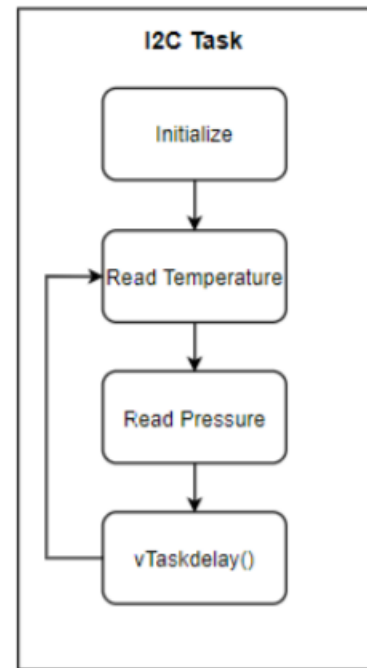 I2C Task
Initialize
Read Temperature
Read Pressure
vTaskdelay()